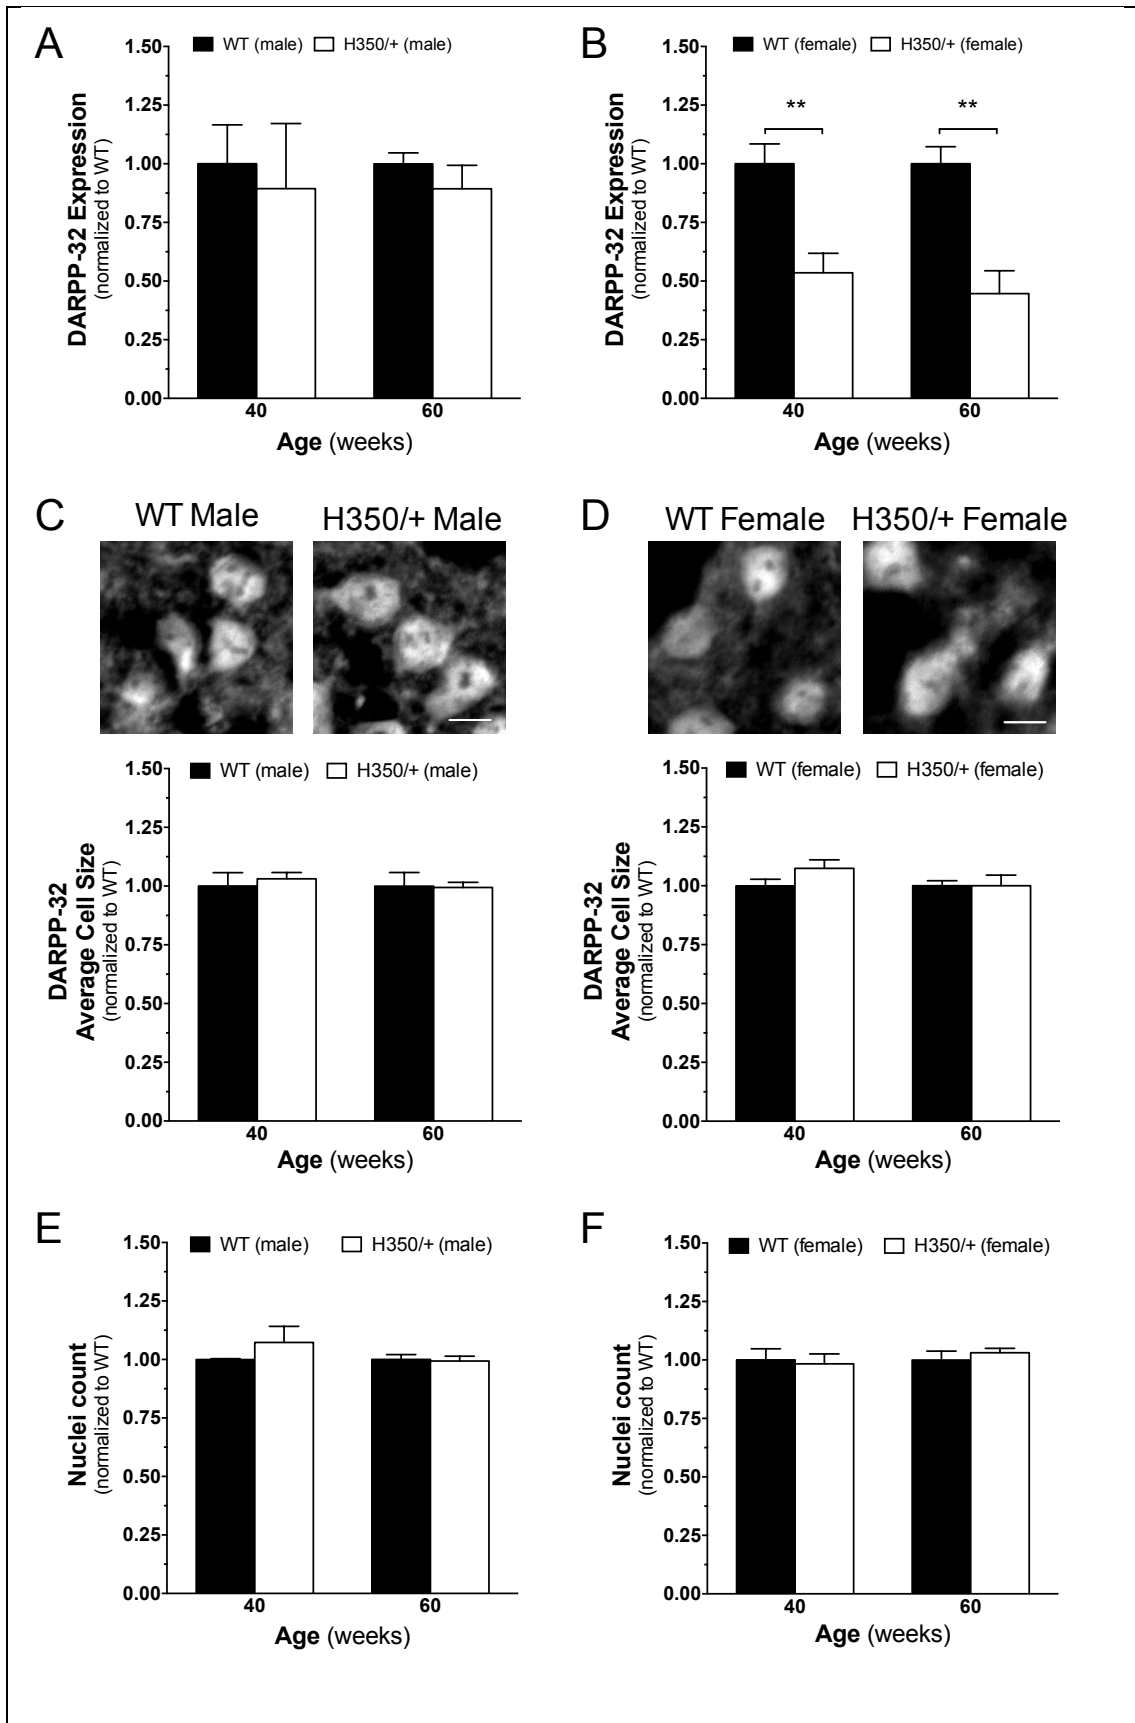 A
WT (male) H350/+ (male)
DARPP-32 Expression
(normalized to WT)
1.50
1.25
1.00
0.75
0.50
0.25
0.00
40 60
Age (weeks)
B
WT (female) H350/+ (female)
DARPP-32 Expression
(normalized to WT)
1.50
1.25
1.00
0.75
0.50
0.25
0.00
** **
40 60
Age (weeks)
C
WT Male H350/+ Male
WT (male) H350/+ (male)
DARPP-32
Average Cell Size
(normalized to WT)
1.50
1.25
1.00
0.75
0.50
0.25
0.00
40 60
Age (weeks)
D
WT Female H350/+ Female
WT (female) H350/+ (female)
DARPP-32
Average Cell Size
(normalized to WT)
1.50
1.25
1.00
0.75
0.50
0.25
0.00
40 60
Age (weeks)
E
WT (male) H350/+ (male)
Nuclei count
(normalized to WT)
1.50
1.25
1.00
0.75
0.50
0.25
0.00
40 60
Age (weeks)
F
WT (female) H350/+ (female)
Nuclei count
(normalized to WT)
1.50
1.25
1.00
0.75
0.50
0.25
0.00
40 60
Age (weeks)